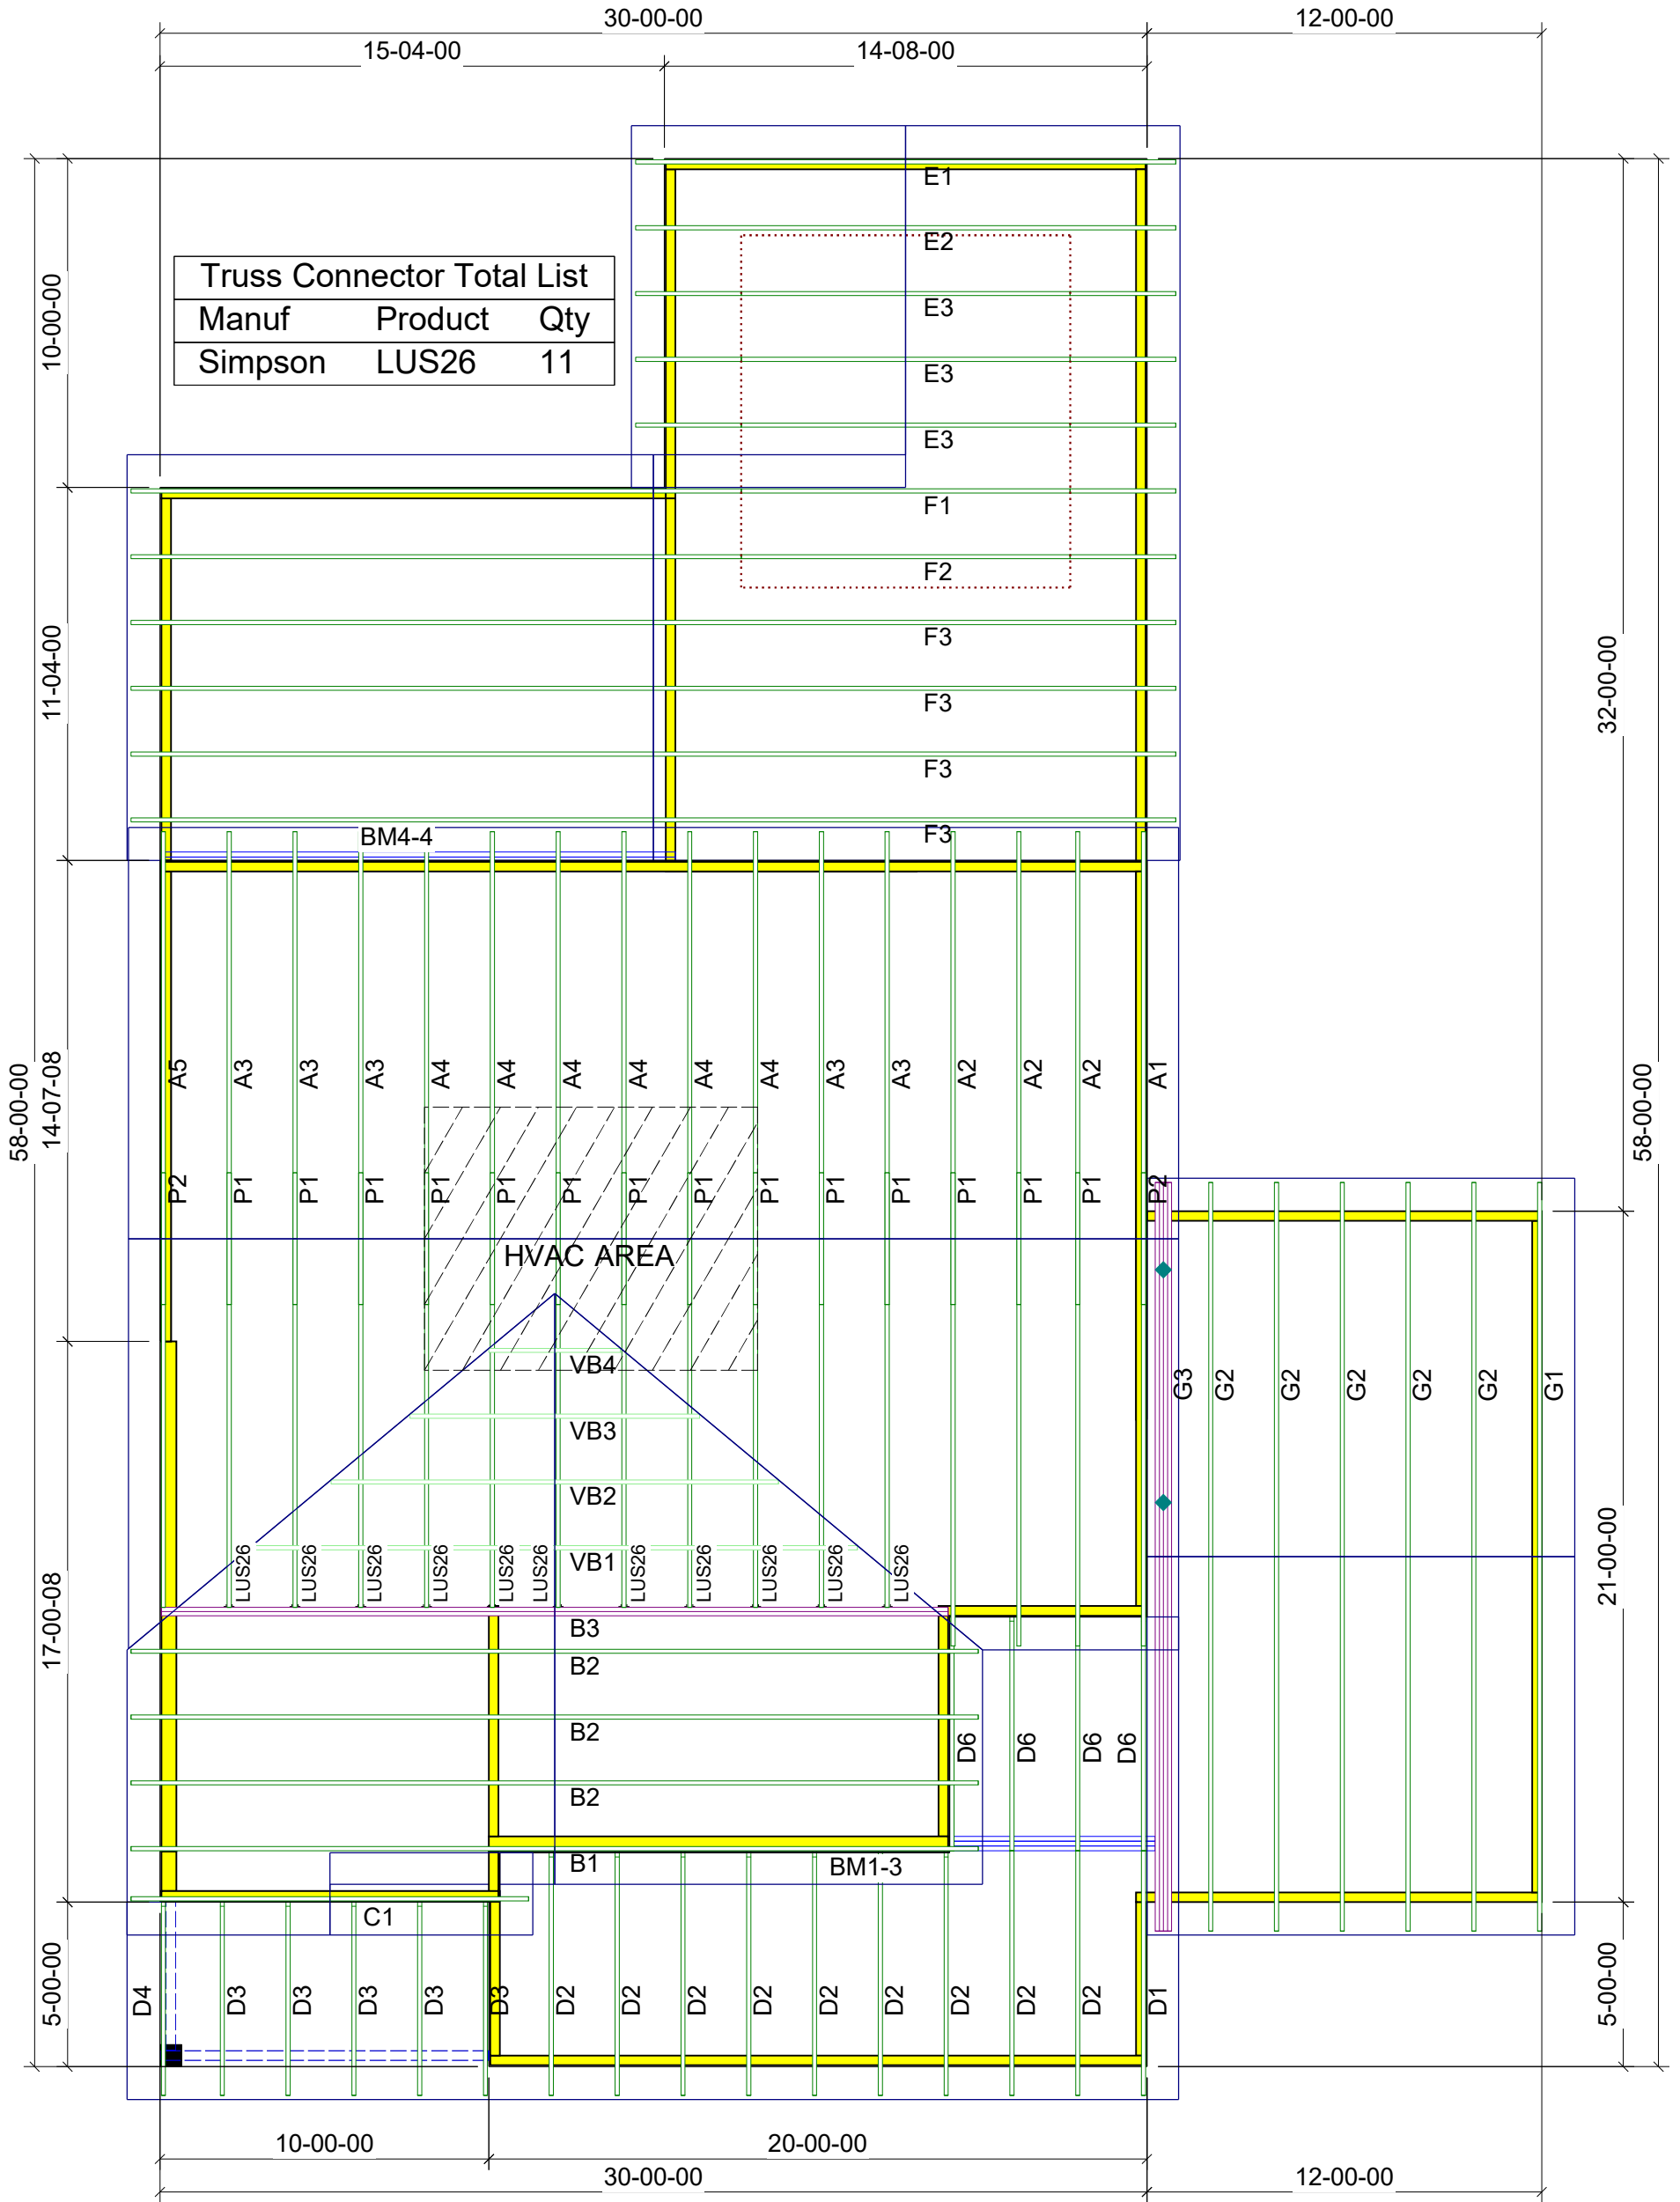 30-00-00
12-00-00
15-04-00
14-08-00
E1
E2
E3
E3
E3
F1
F2
F3
F3
F3
F3
Truss Connector Total List
Manuf Product Qty
Simpson LUS26 11
10-00-00
11-04-00
58-00-00
14-07-08
17-00-08
5-00-00
32-00-00
58-00-00
21-00-00
5-00-00
BM4-4
A5 A3 A3 A3 A4 A4 A4 A4 A4 A4 A3 A3 A2 A2 A2 A1
P2 P1 P1 P1 P1 P1 P1 P1 P1 P1 P1 P1 P1 P1 P1 P2
HVAC AREA
VB4
VB3
VB2
VB1
G3 G2 G2 G2 G2 G2 G1
LUS26 LUS26 LUS26 LUS26 LUS26 LUS26 LUS26 LUS26 LUS26 LUS26 LUS26
B3
B2
B2
B2
B1
D6 D6 D6 D6
BM1-3
C1
D4 D3 D3 D3 D3 D3 D2 D2 D2 D2 D2 D2 D2 D2 D2 D1
10-00-00
20-00-00
30-00-00
12-00-00